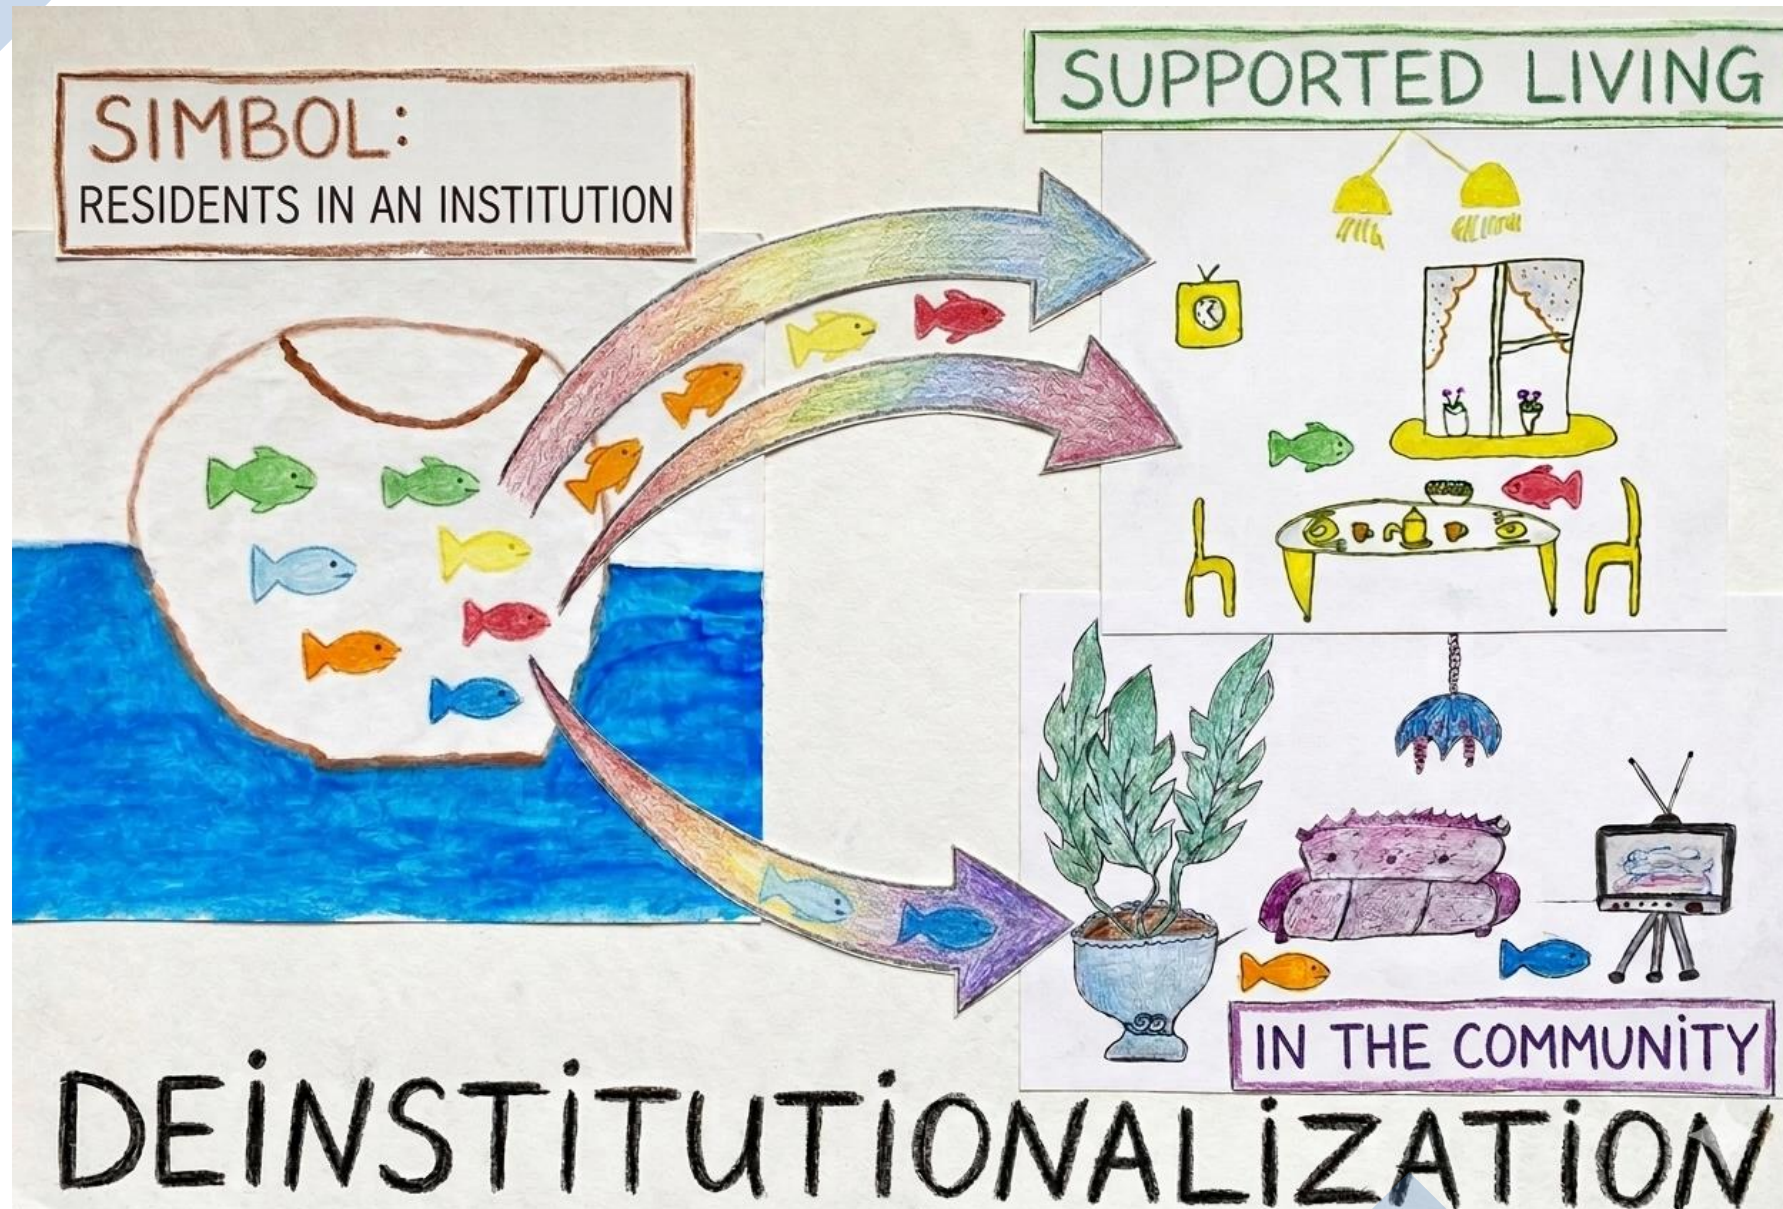 SIMBOL:
RESIDENTS IN AN INSTITUTION
SUPPORTED LIVING
IN THE COMMUNITY
DEINSTITUTIONALIZATION